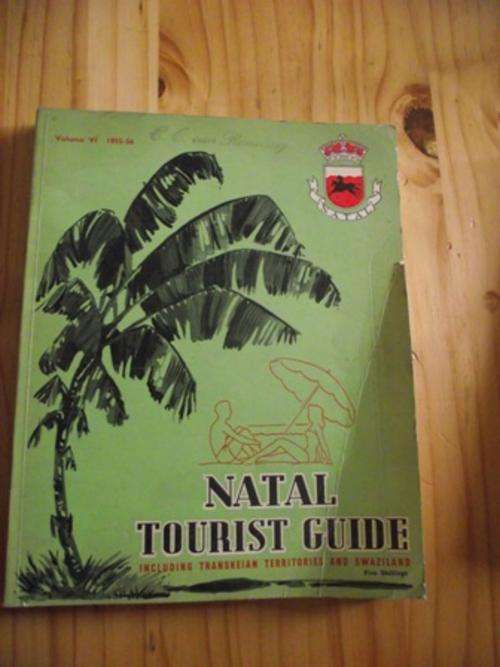 Volume VI 1955-56
NATAL
NATAL
TOURIST GUIDE
INCLUDING TRANSKEIAN TERRITORIES AND SWAZILAND
Five Shillings